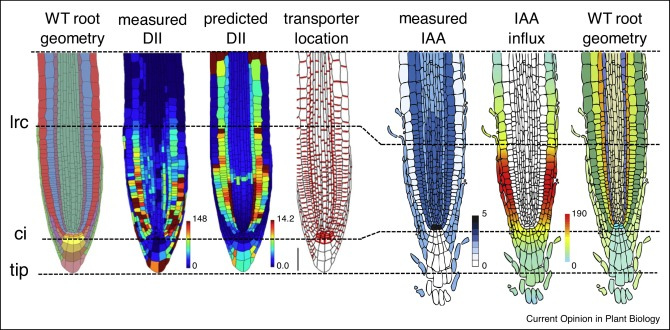 WT root geometry
measured DII
predicted DII
transporter location
measured IAA
IAA influx
WT root geometry
lrc
ci
tip
148
14.2
0.0
5
0
190
0
Current Opinion in Plant Biology